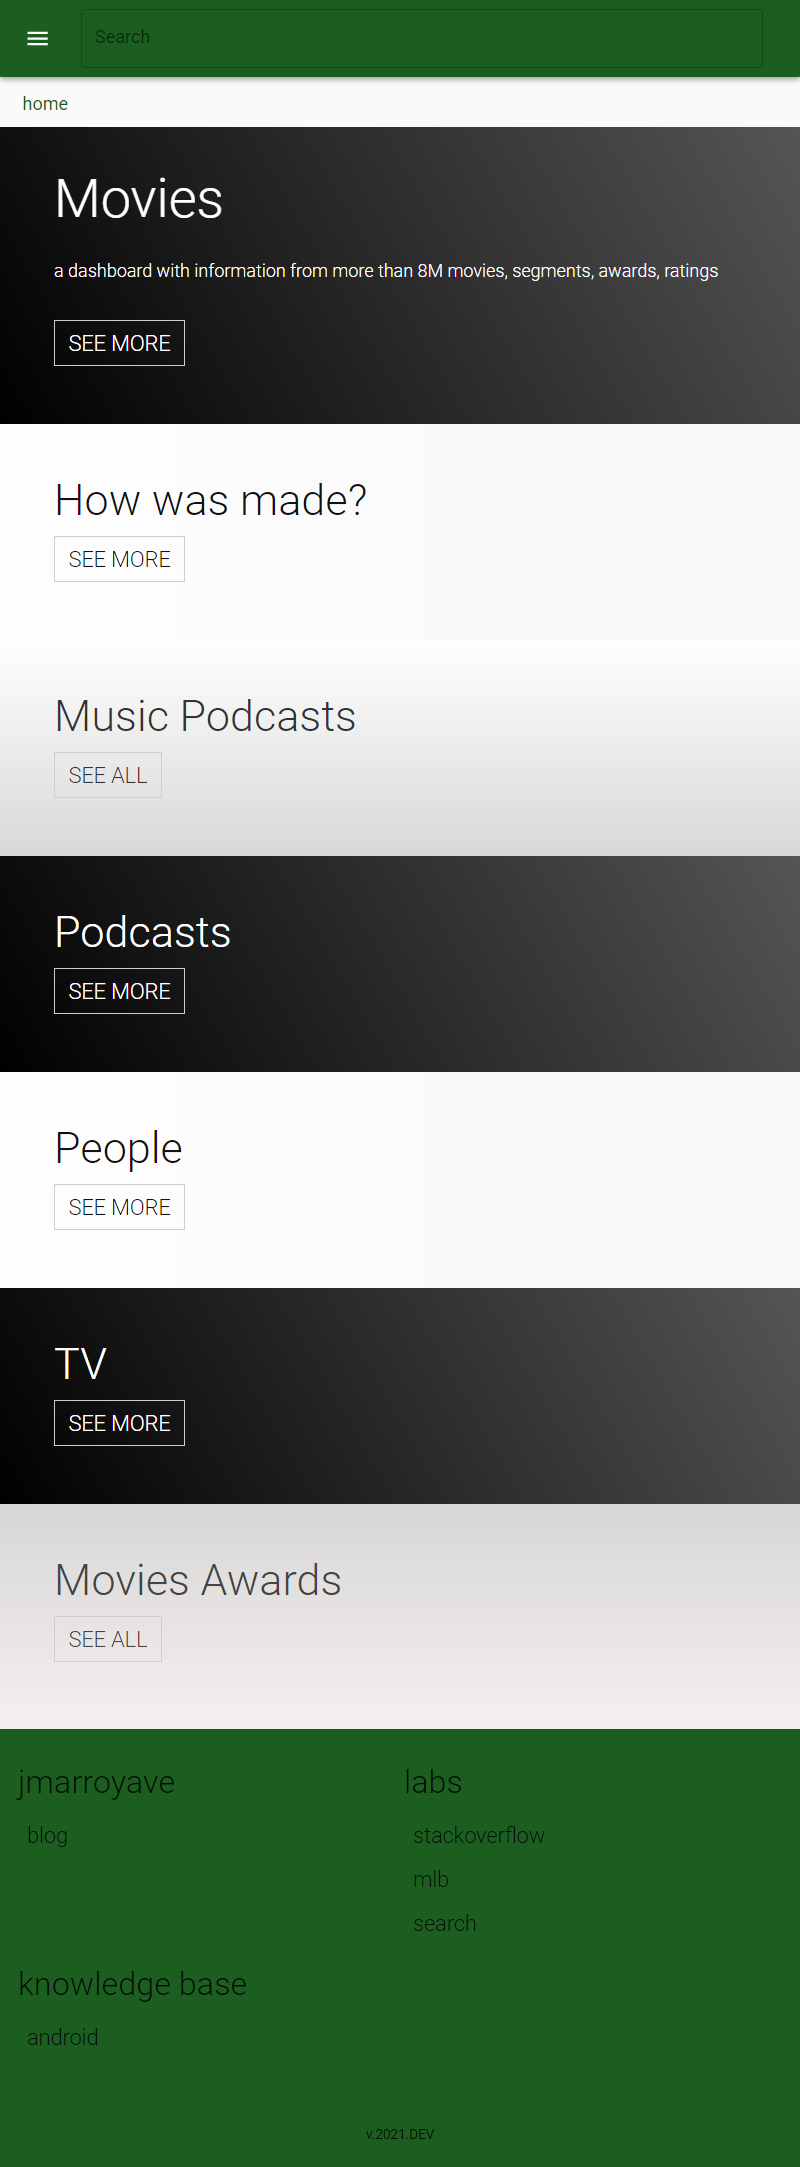 Search
home
Movies
a dashboard with information from more than 8M movies, segments, awards, ratings
SEE MORE
How was made?
SEE MORE
Music Podcasts
SEE ALL
Podcasts
SEE MORE
People
SEE MORE
TV
SEE MORE
Movies Awards
SEE ALL
jmarroyave
blog
labs
stackoverflow
mlb
search
knowledge base
android
v.2021.DEV